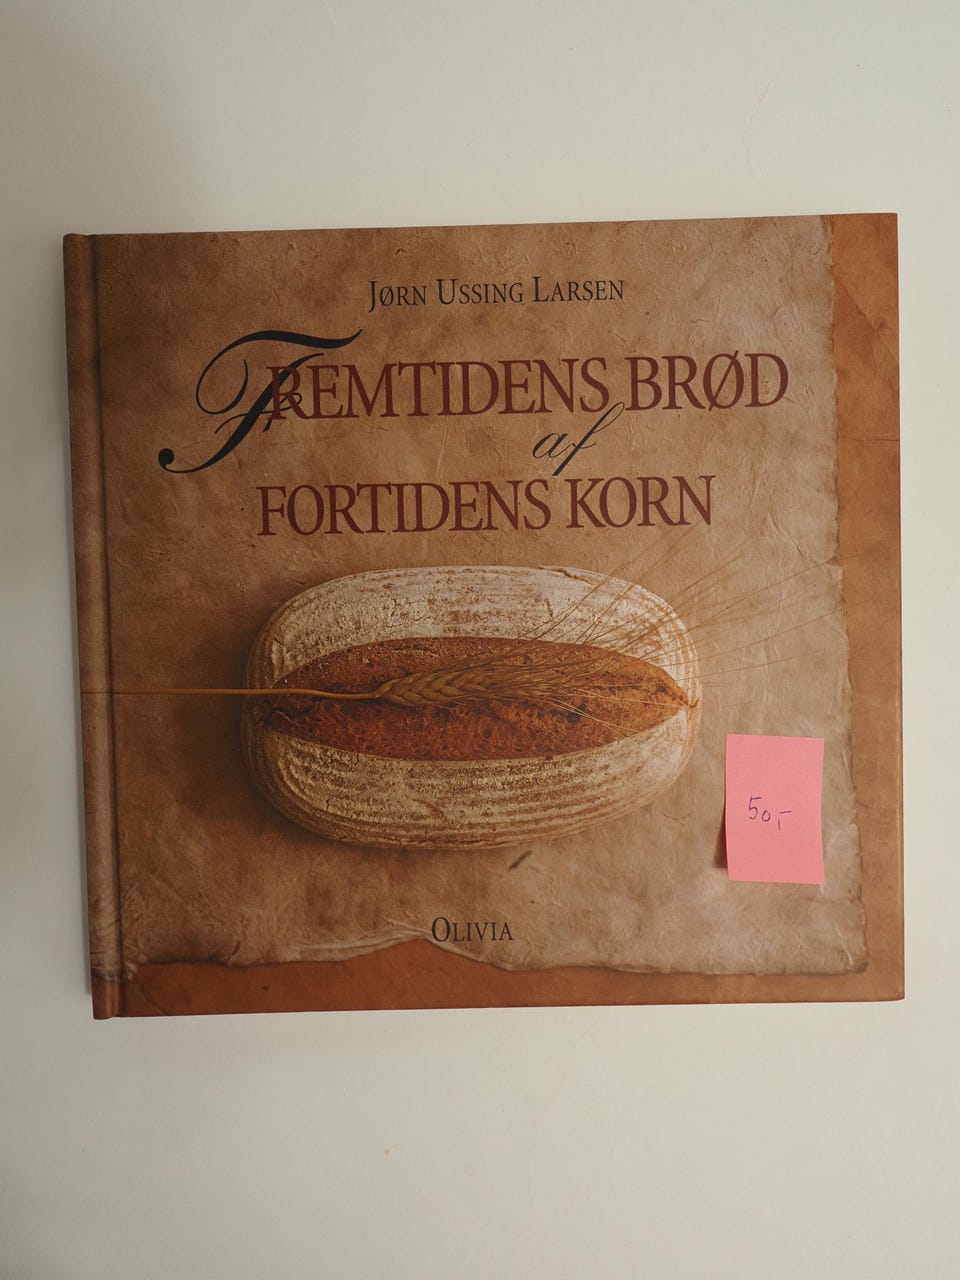 JØRN USSING LARSEN
FREMTIDENS BRØD
af
FORTIDENS KORN
50,-
OLIVIA